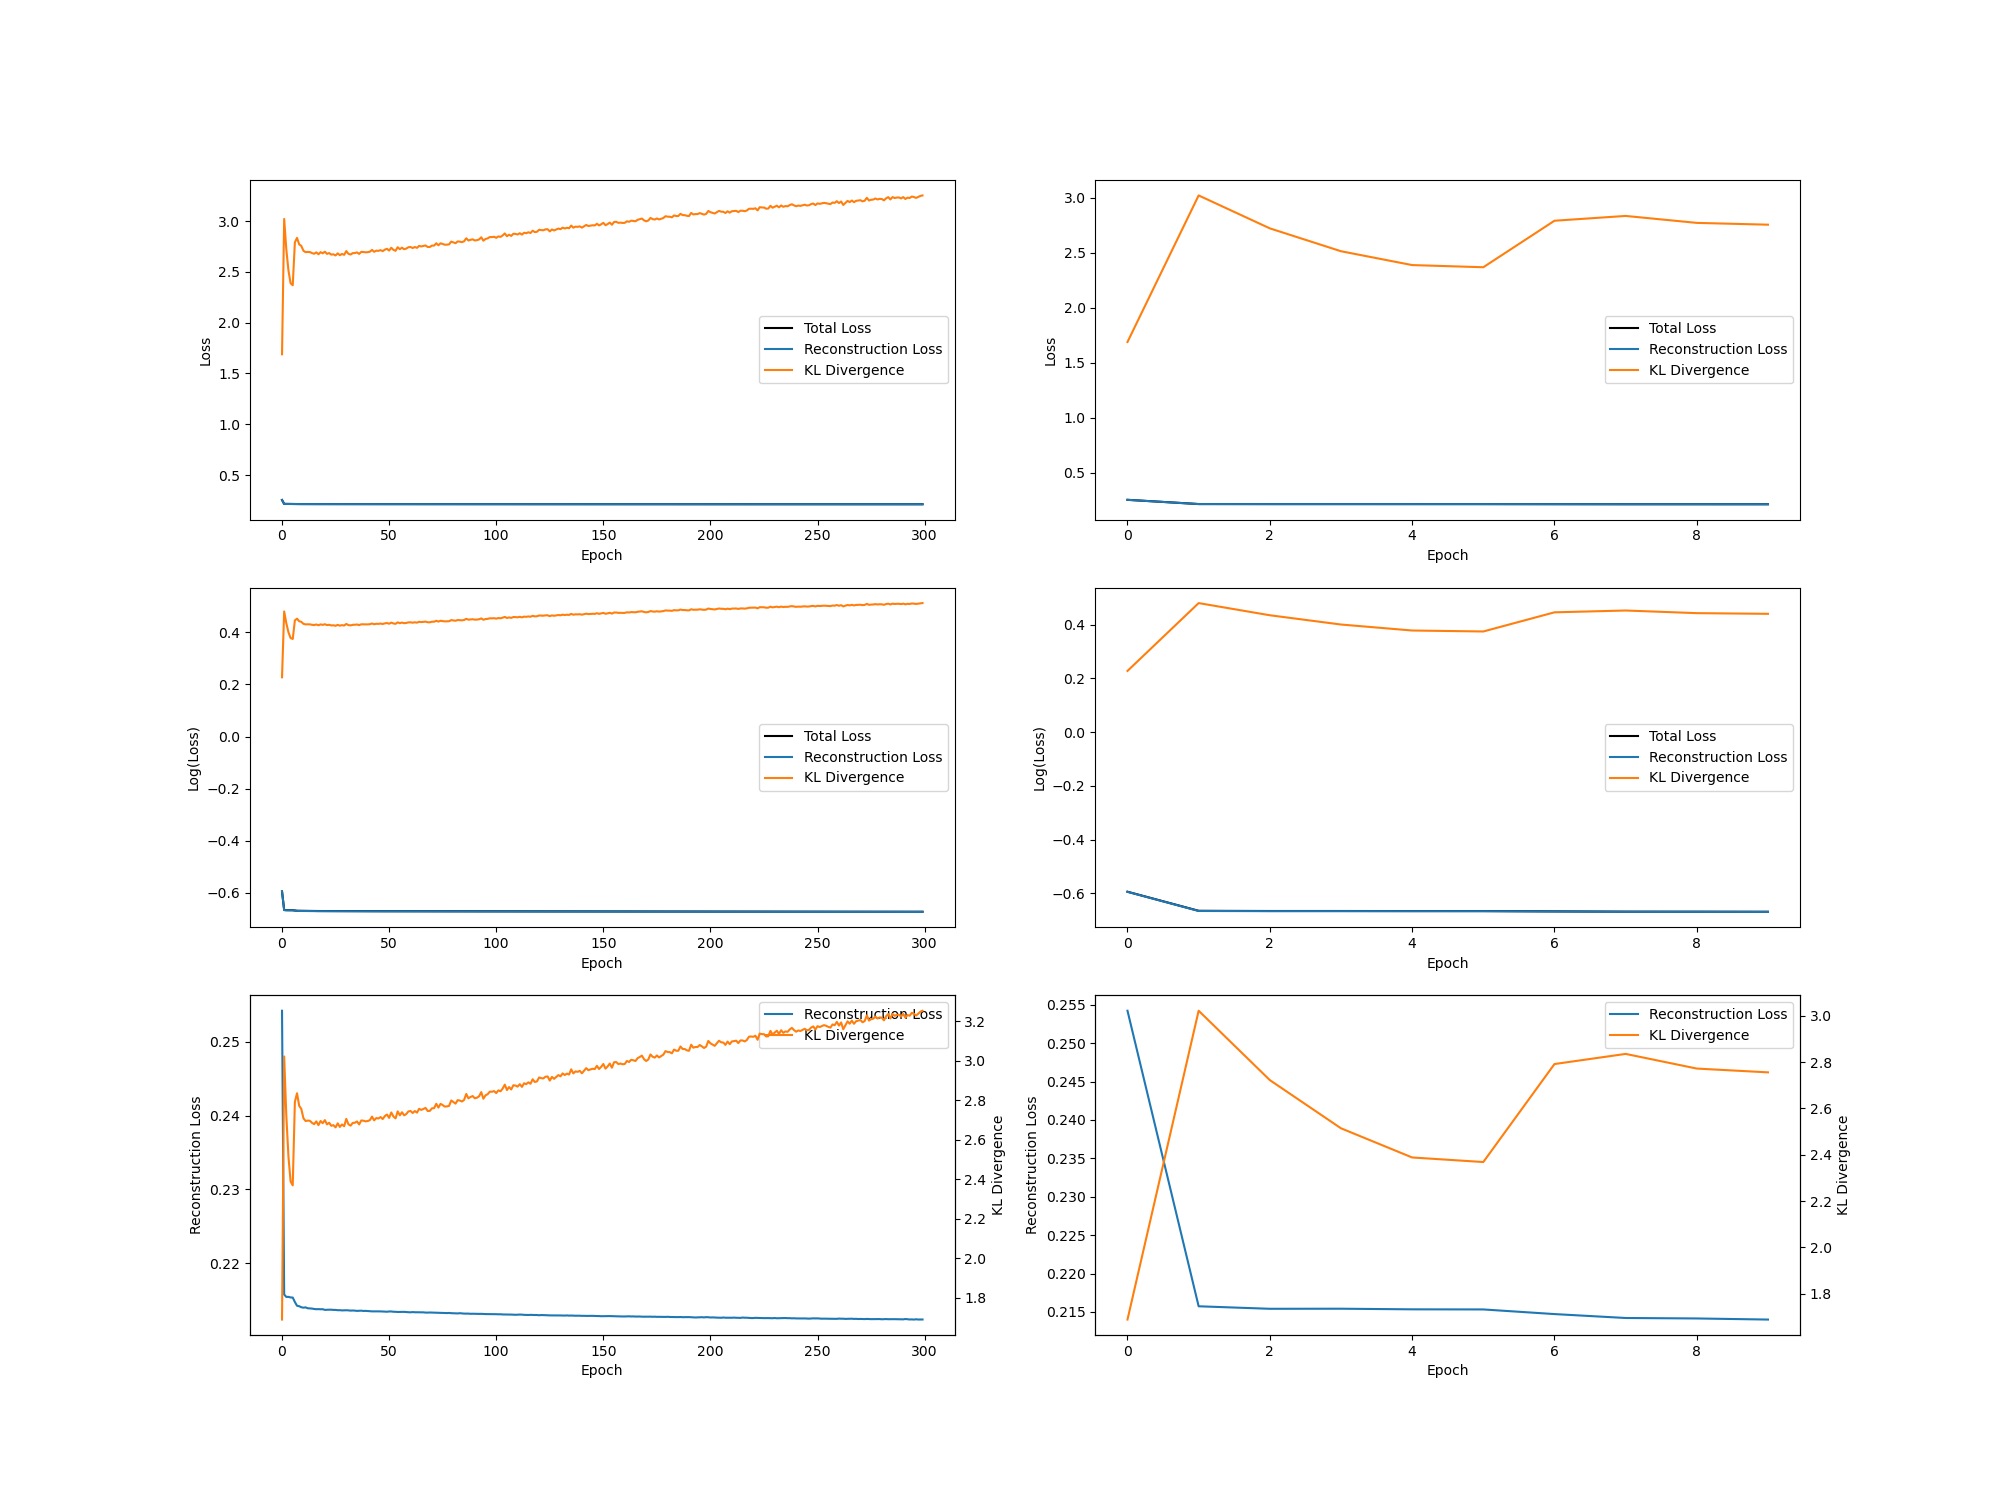 3.0
2.5
2.0
1.5
1.0
0.5
Loss
Total Loss
Reconstruction Loss
KL Divergence
0 50 100 150 200 250 300
Epoch
3.0
2.5
2.0
1.5
1.0
0.5
Loss
Total Loss
Reconstruction Loss
KL Divergence
0 2 4 6 8
Epoch
0.4
0.2
0.0
−0.2
−0.4
−0.6
Log(Loss)
Total Loss
Reconstruction Loss
KL Divergence
0 50 100 150 200 250 300
Epoch
0.4
0.2
0.0
−0.2
−0.4
−0.6
Log(Loss)
Total Loss
Reconstruction Loss
KL Divergence
0 2 4 6 8
Epoch
0.25
0.24
0.23
0.22
Reconstruction Loss
Reconstruction Loss
KL Divergence
3.2
3.0
2.8
2.6
2.4
2.2
2.0
1.8
KL Divergence
0 50 100 150 200 250 300
Epoch
0.255
0.250
0.245
0.240
0.235
0.230
0.225
0.220
0.215
Reconstruction Loss
Reconstruction Loss
KL Divergence
3.0
2.8
2.6
2.4
2.2
2.0
1.8
KL Divergence
0 2 4 6 8
Epoch